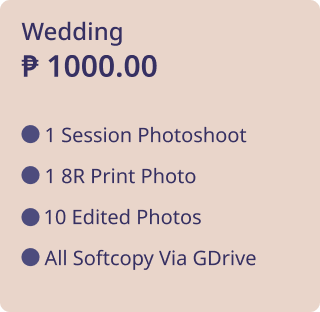 Wedding
₱ 1000.00
1 Session Photoshoot
1 8R Print Photo
10 Edited Photos
All Softcopy Via GDrive